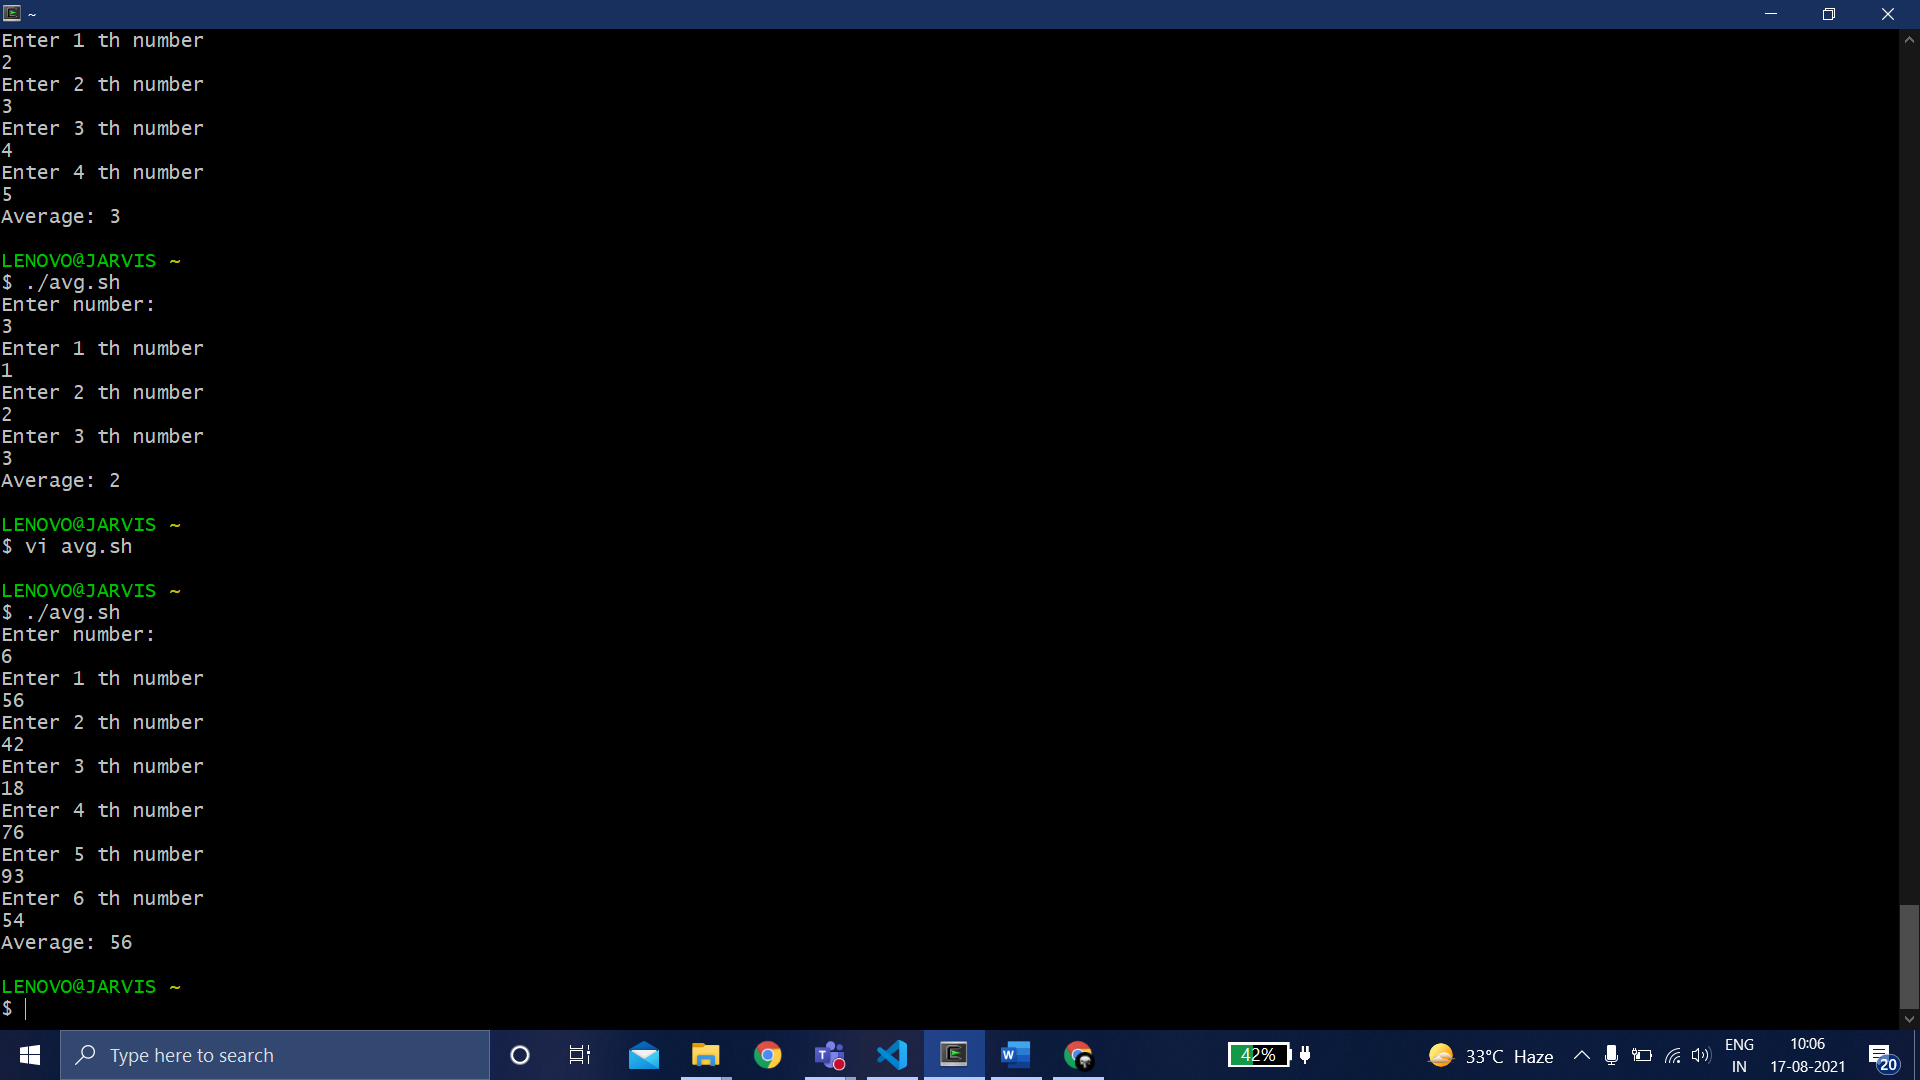 ~
Enter 1 th number
2
Enter 2 th number
3
Enter 3 th number
4
Enter 4 th number
5
Average: 3
LENOVO@JARVIS ~
$ ./avg.sh
Enter number:
3
Enter 1 th number
1
Enter 2 th number
2
Enter 3 th number
3
Average: 2
LENOVO@JARVIS ~
$ vi avg.sh
LENOVO@JARVIS ~
$ ./avg.sh
Enter number:
6
Enter 1 th number
56
Enter 2 th number
42
Enter 3 th number
18
Enter 4 th number
76
Enter 5 th number
93
Enter 6 th number
54
Average: 56
LENOVO@JARVIS ~
$
Type here to search
42%
33°C Haze
ENG
IN
10:06
17-08-2021
20